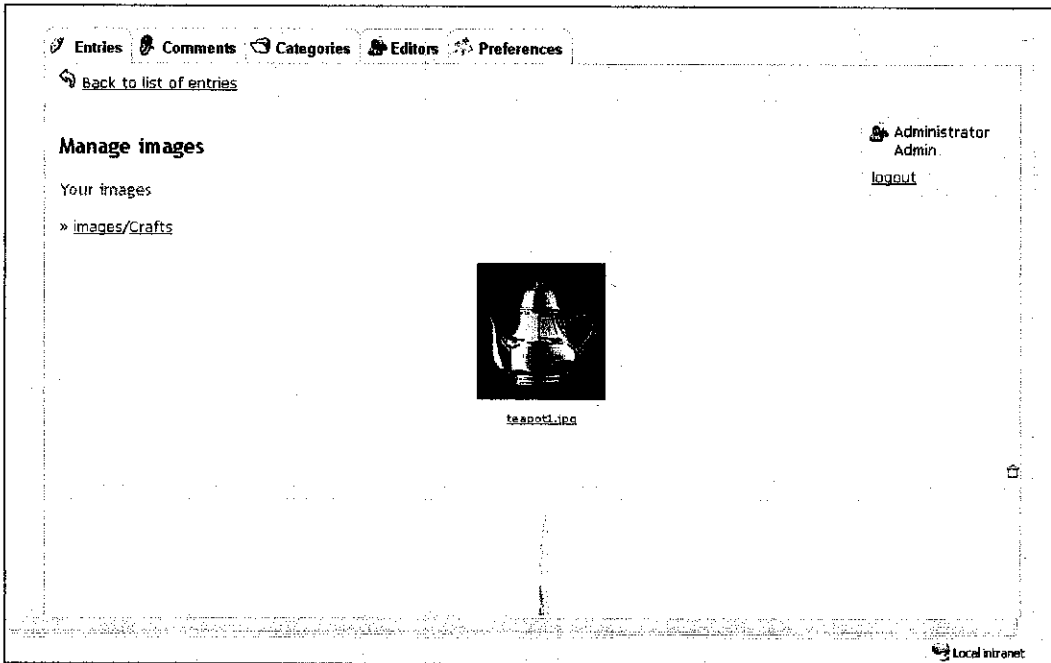 Entries Comments Categories Editors Preferences
Back to list of entries
Manage images
Administrator
Admin
logout
Your images
» images/Crafts
teapot1.jpg
Local intranet